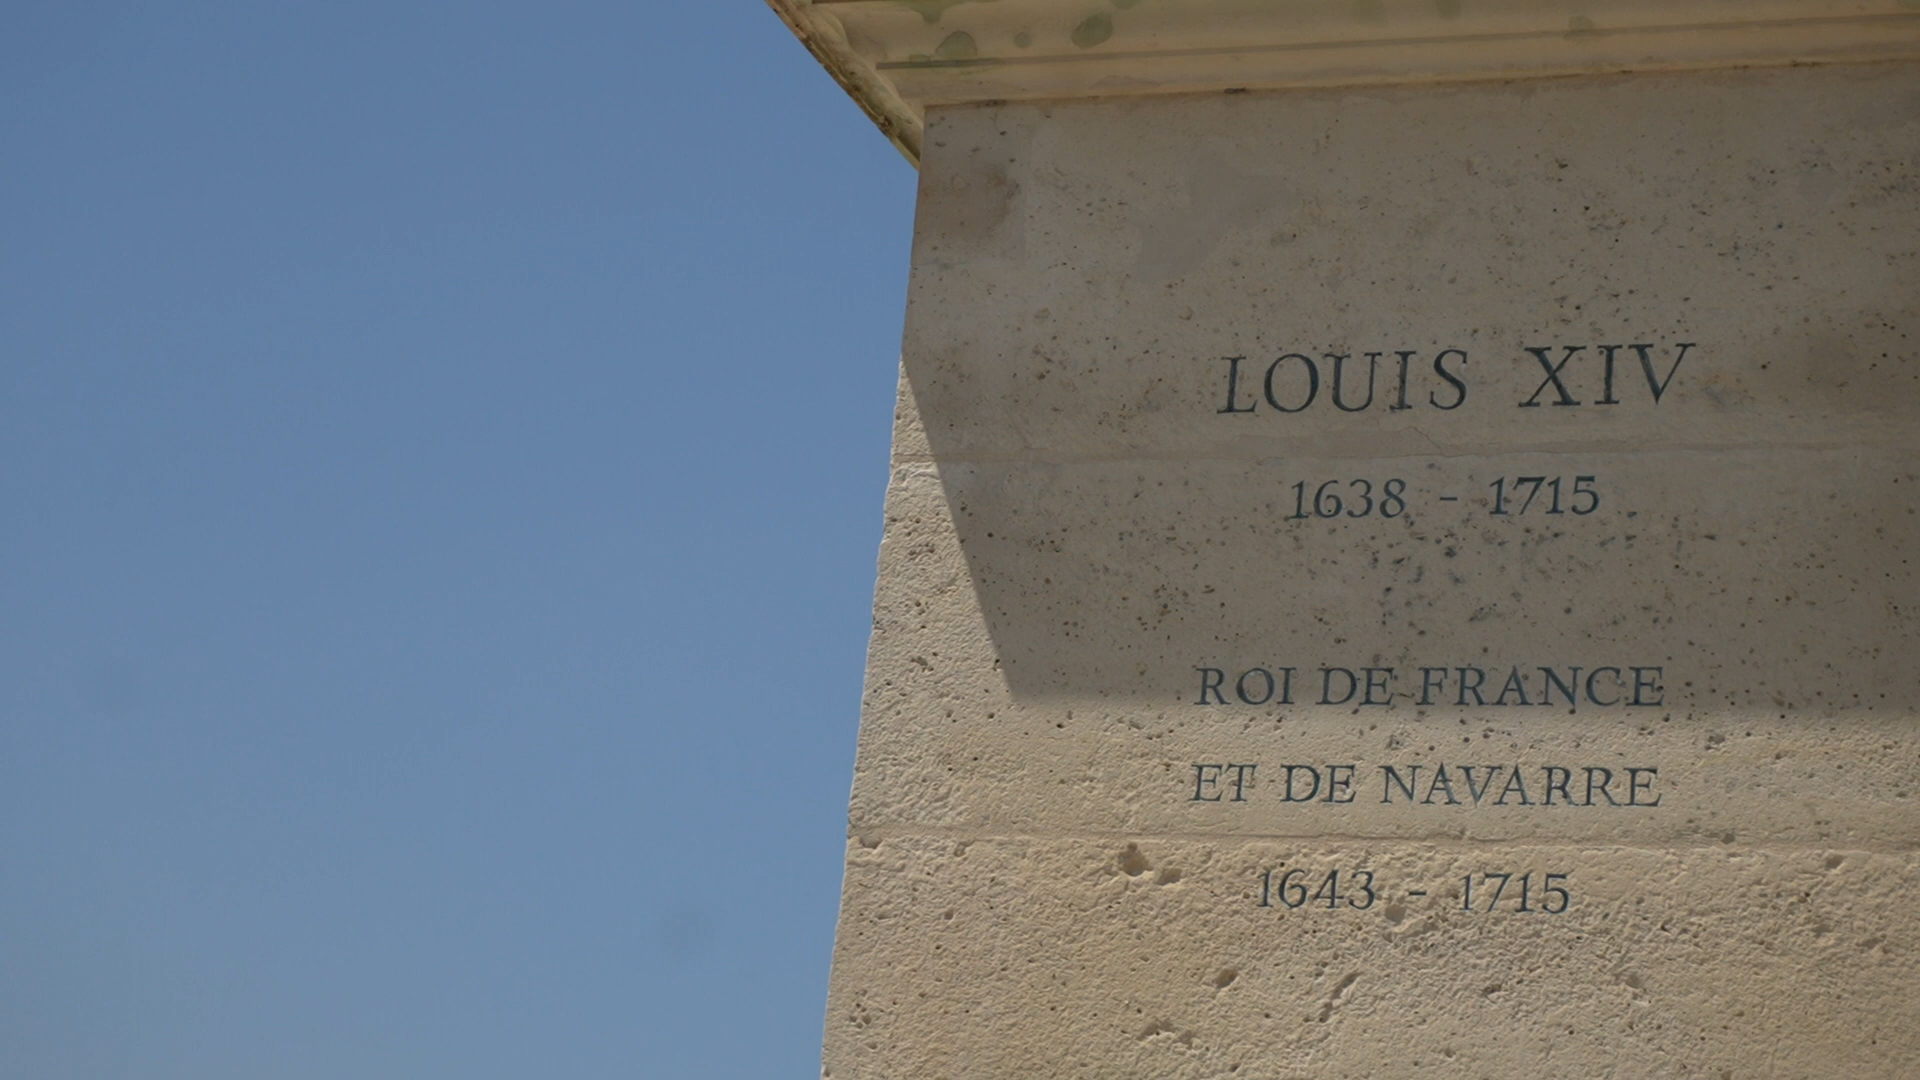 LOUIS XIV
1638 - 1715
ROI DE FRANCE
ET DE NAVARRE
1643 - 1715